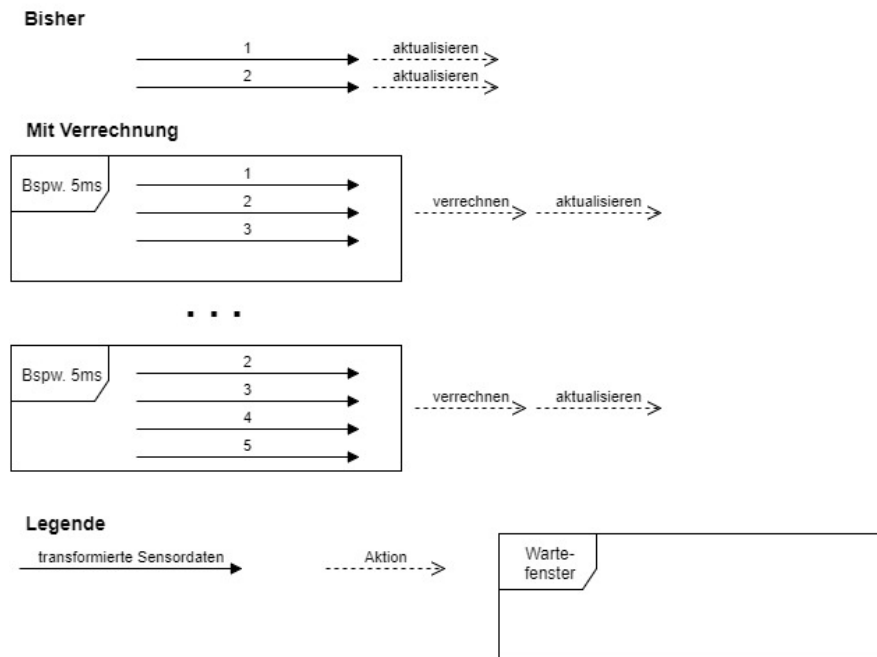 Bisher
1
aktualisieren
2
aktualisieren
Mit Verrechnung
Bspw. 5ms
1
2
3
verrechnen
aktualisieren
. . .
Bspw. 5ms
2
3
4
5
verrechnen
aktualisieren
Legende
transformierte Sensordaten
Aktion
Warte-
fenster